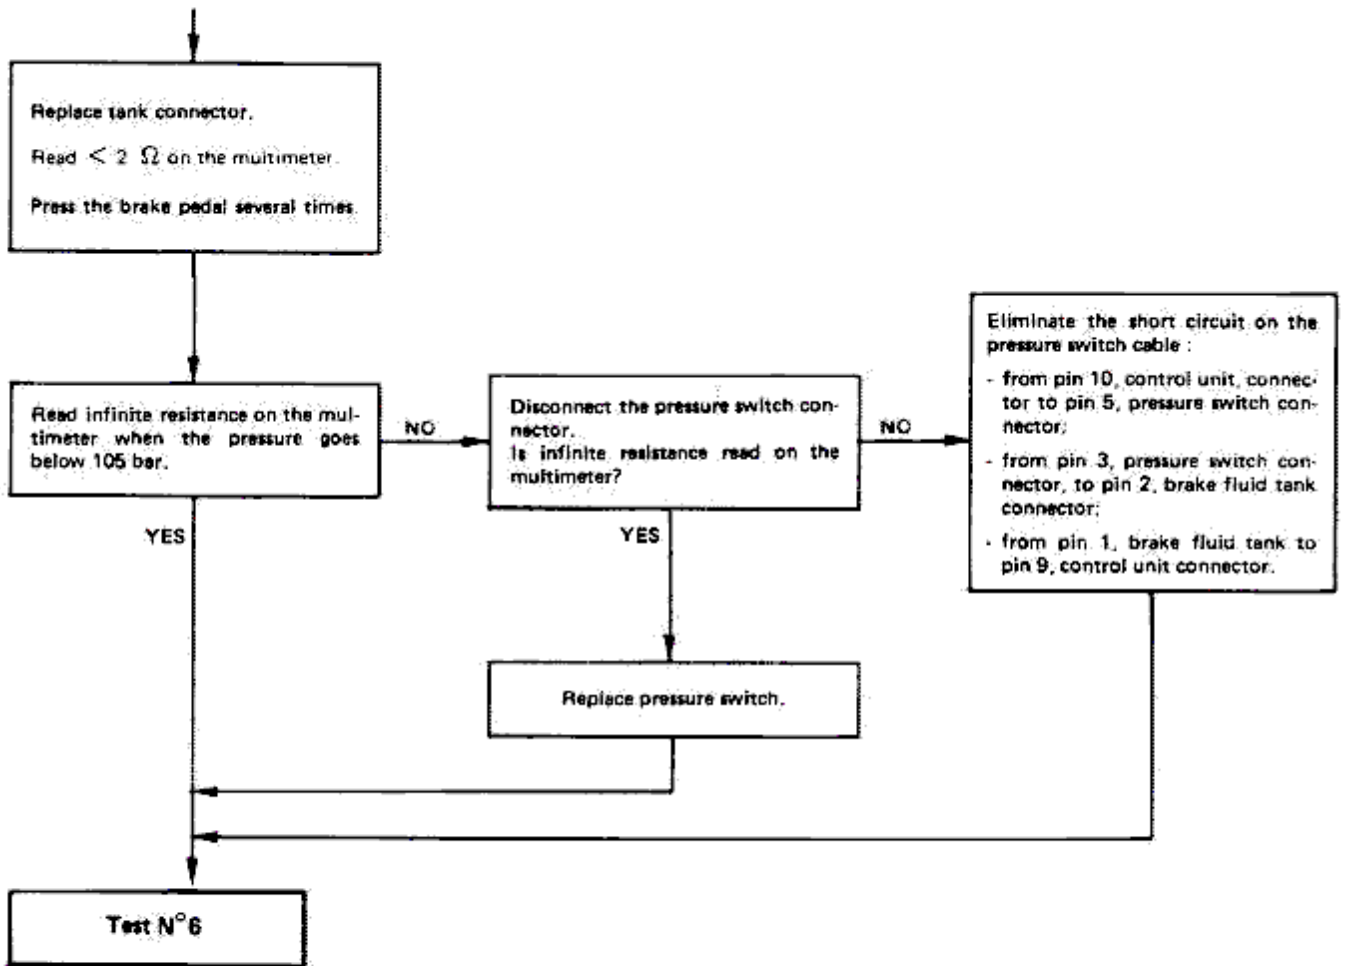 Replace tank connector.
Read < 2 Ω on the multimeter.
Press the brake pedal several times.
Read infinite resistance on the mul-
timeter when the pressure goes
below 105 bar.
NO
Disconnect the pressure switch con-
nector.
Is infinite resistance read on the
multimeter?
NO
Eliminate the short circuit on the
pressure switch cable :
- from pin 10, control unit, connec-
tor to pin 5, pressure switch con-
nector;
- from pin 3, pressure switch con-
nector, to pin 2, brake fluid tank
connector;
- from pin 1, brake fluid tank to
pin 9, control unit connector.
YES
YES
Replace pressure switch.
Test N°6